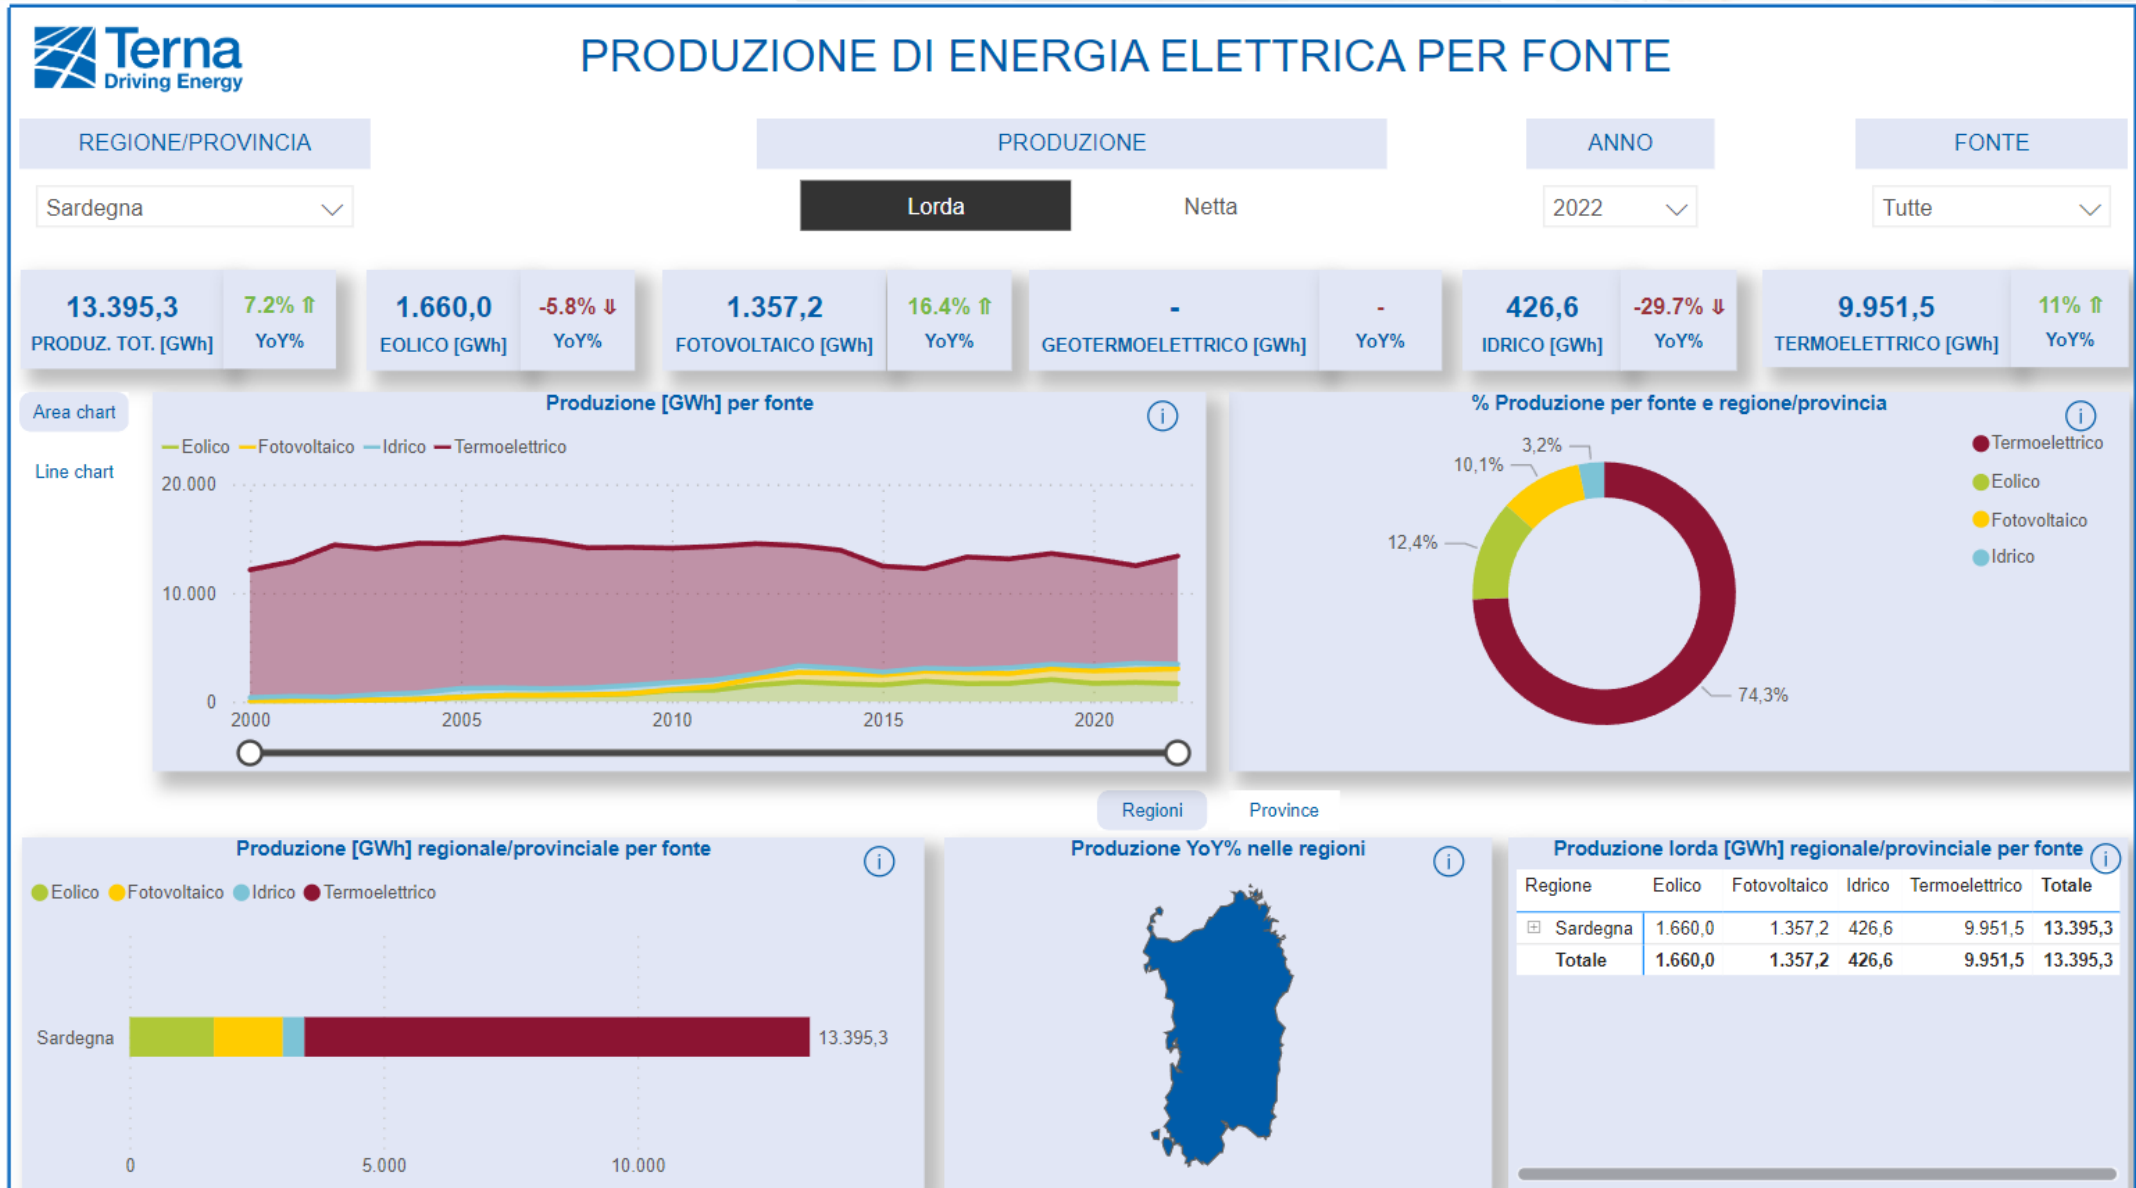 Terna
Driving Energy
PRODUZIONE DI ENERGIA ELETTRICA PER FONTE
REGIONE/PROVINCIA
PRODUZIONE
ANNO
FONTE
Sardegna
Lorda
Netta
2022
Tutte
13.395,3
7.2% ⇑
1.660,0
-5.8% ⇓
1.357,2
16.4% ⇑
-
-
426,6
-29.7% ⇓
9.951,5
11% ⇑
PRODUZ. TOT. [GWh]
YoY%
EOLICO [GWh]
YoY%
FOTOVOLTAICO [GWh]
YoY%
GEOTERMOELETTRICO [GWh]
YoY%
IDRICO [GWh]
YoY%
TERMOELETTRICO [GWh]
YoY%
Area chart
Line chart
Produzione [GWh] per fonte
Eolico Fotovoltaico Idrico Termoelettrico
20.000
10.000
0
2000 2005 2010 2015 2020
% Produzione per fonte e regione/provincia
3,2%
10,1%
12,4%
74,3%
Termoelettrico
Eolico
Fotovoltaico
Idrico
Regioni
Province
Produzione [GWh] regionale/provinciale per fonte
Eolico Fotovoltaico Idrico Termoelettrico
Sardegna
13.395,3
0 5.000 10.000
Produzione YoY% nelle regioni
Produzione lorda [GWh] regionale/provinciale per fonte
Regione Eolico Fotovoltaico Idrico Termoelettrico Totale
Sardegna 1.660,0 1.357,2 426,6 9.951,5 13.395,3
Totale 1.660,0 1.357,2 426,6 9.951,5 13.395,3